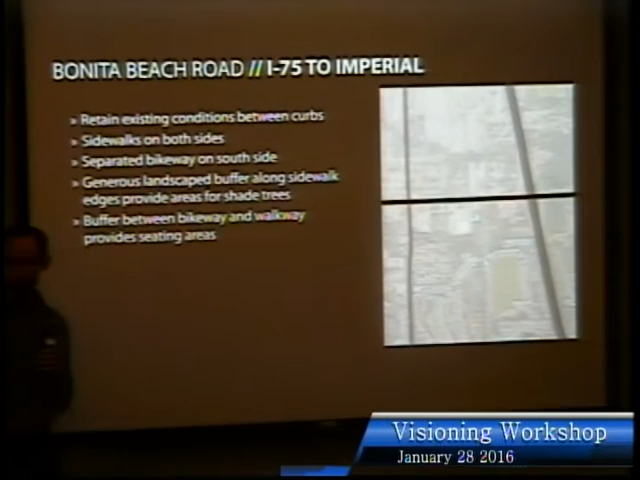 BONITA BEACH ROAD // I-75 TO IMPERIAL
» Retain existing conditions between curbs
» Sidewalks on both sides
» Separated bikeway on south side
» Generous landscaped buffer along sidewalk
edges provide areas for shade trees
» Buffer between bikeway and walkway
provides seating areas
Visioning Workshop
January 28 2016